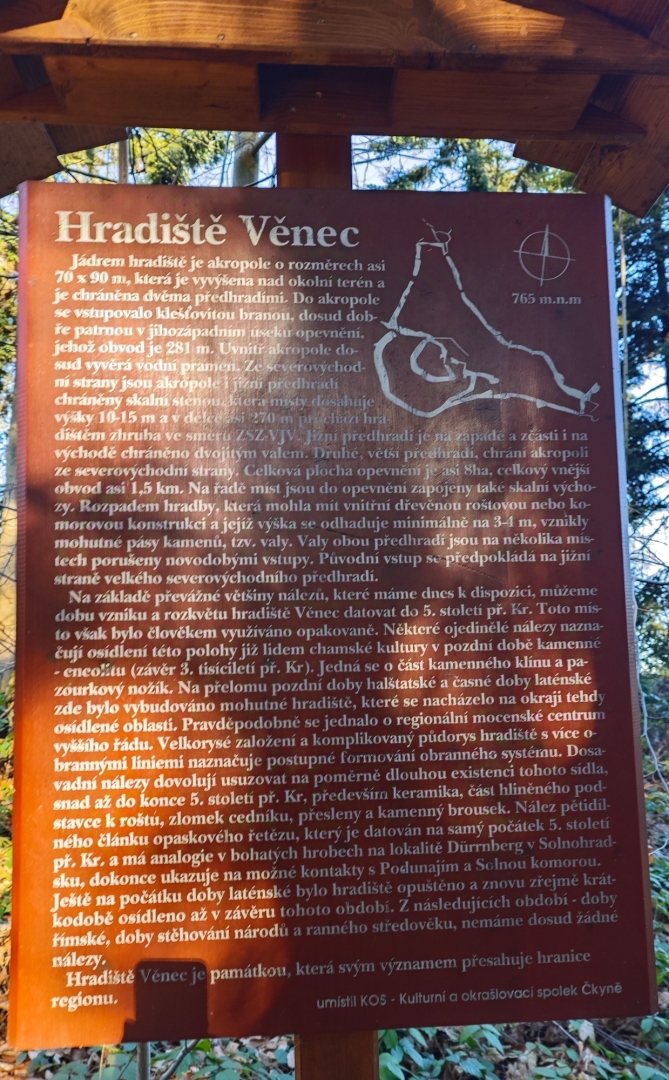 Hradiště Věnec
Jádrem hradiště je akropole o rozměrech asi
70 x 90 m, která je vyvýšena nad okolní terén a
je chráněna dvěma předhradími. Do akropole
se vstupovalo klešťovitou branou, dosud dob-
ře patrnou v jihozápadním úseku opevnění,
jehož obvod je 281 m. Uvnitř akropole do-
sud vyvěrá vodní pramen. Ze severovýchod-
ní strany jsou akropole i jižní předhradí
chráněny skalní stěnou, která místy dosahuje
výšky 10-15 m a v délce asi 270 m prochází hra-
dištěm zhruba ve směru ZSZ-VJV. Jižní předhradí je na západě a zčásti i na
východě chráněno dvojitým valem. Druhé, větší předhradí, chrání akropoli
ze severovýchodní strany. Celková plocha opevnění je asi 8ha, celkový vnější
obvod asi 1,5 km. Na řadě míst jsou do opevnění zapojeny také skalní výcho-
zy. Rozpadem hradby, která mohla mít vnitřní dřevěnou roštovou nebo ko-
morovou konstrukci a jejíž výška se odhaduje minimálně na 3-4 m, vznikly
mohutné pásy kamenů, tzv. valy. Valy obou předhradí jsou na několika mís-
tech porušeny novodobými vstupy. Původní vstup se předpokládá na jižní
straně velkého severovýchodního předhradí.
Na základě převážné většiny nálezů, které máme dnes k dispozici, můžeme
dobu vzniku a rozkvětu hradiště Věnec datovat do 5. století př. Kr. Toto mís-
to však bylo člověkem využíváno opakovaně. Některé ojedinělé nálezy nazna-
čují osídlení této polohy již lidem chamské kultury v pozdní době kamenné
- eneolitu (závěr 3. tisíciletí př. Kr). Jedná se o část kamenného klínu a pa-
zourkový nožík. Na přelomu pozdní doby halštatské a časné doby laténské
zde bylo vybudováno mohutné hradiště, které se nacházelo na okraji tehdy
osídlené oblasti. Pravděpodobně se jednalo o regionální mocenské centrum
vyššího řádu. Velkorysé založení a komplikovaný půdorys hradiště s více o-
brannými liniemi naznačuje postupné formování obranného systému. Dosa-
vadní nálezy dovolují usuzovat na poměrně dlouhou existenci tohoto sídla,
snad až do konce 5. století př. Kr, především keramika, část hliněného pod-
stavce k roštu, zlomek cedníku, přesleny a kamenný brousek. Nález pětidíl-
ného článku opaskového řetězu, který je datován na samý počátek 5. století
př. Kr. a má analogie v bohatých hrobech na lokalitě Dürrnberg v Solnohrad-
sku, dokonce ukazuje na možné kontakty s Podunajím a Solnou komorou.
Ještě na počátku doby laténské bylo hradiště opuštěno a znovu zřejmě krát-
kodobě osídleno až v závěru tohoto období. Z následujících období - doby
římské, doby stěhování národů a ranného středověku, nemáme dosud žádné
nálezy.
Hradiště Věnec je památkou, která svým významem přesahuje hranice
regionu.
765 m.n.m
umístil KOS - Kulturní a okrašlovací spolek Čkyně